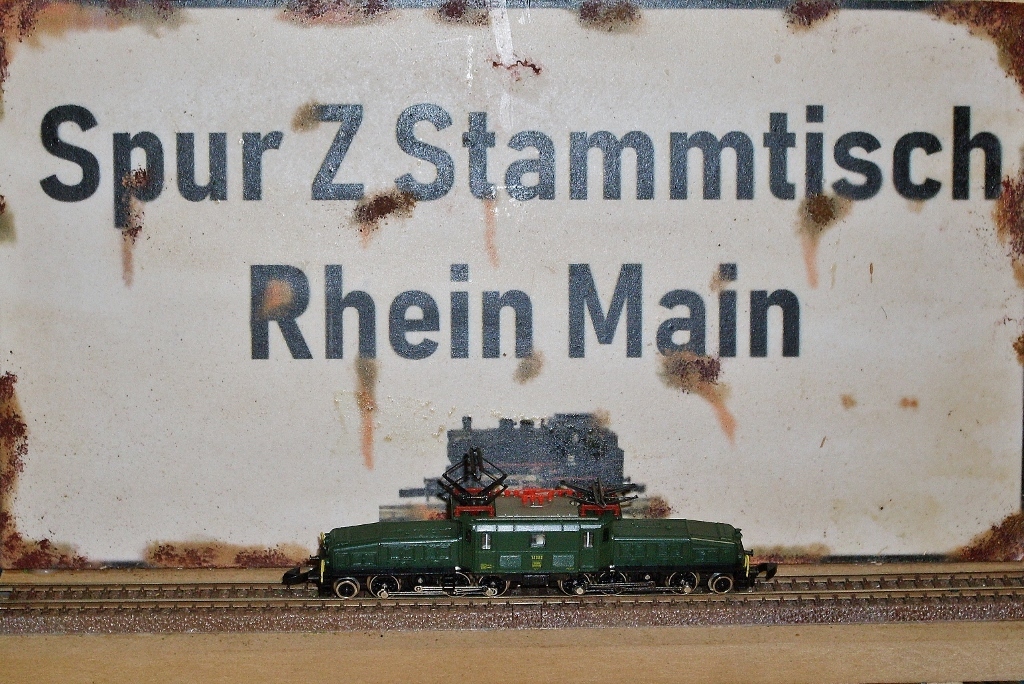 Spur Z Stammtisch
Rhein Main